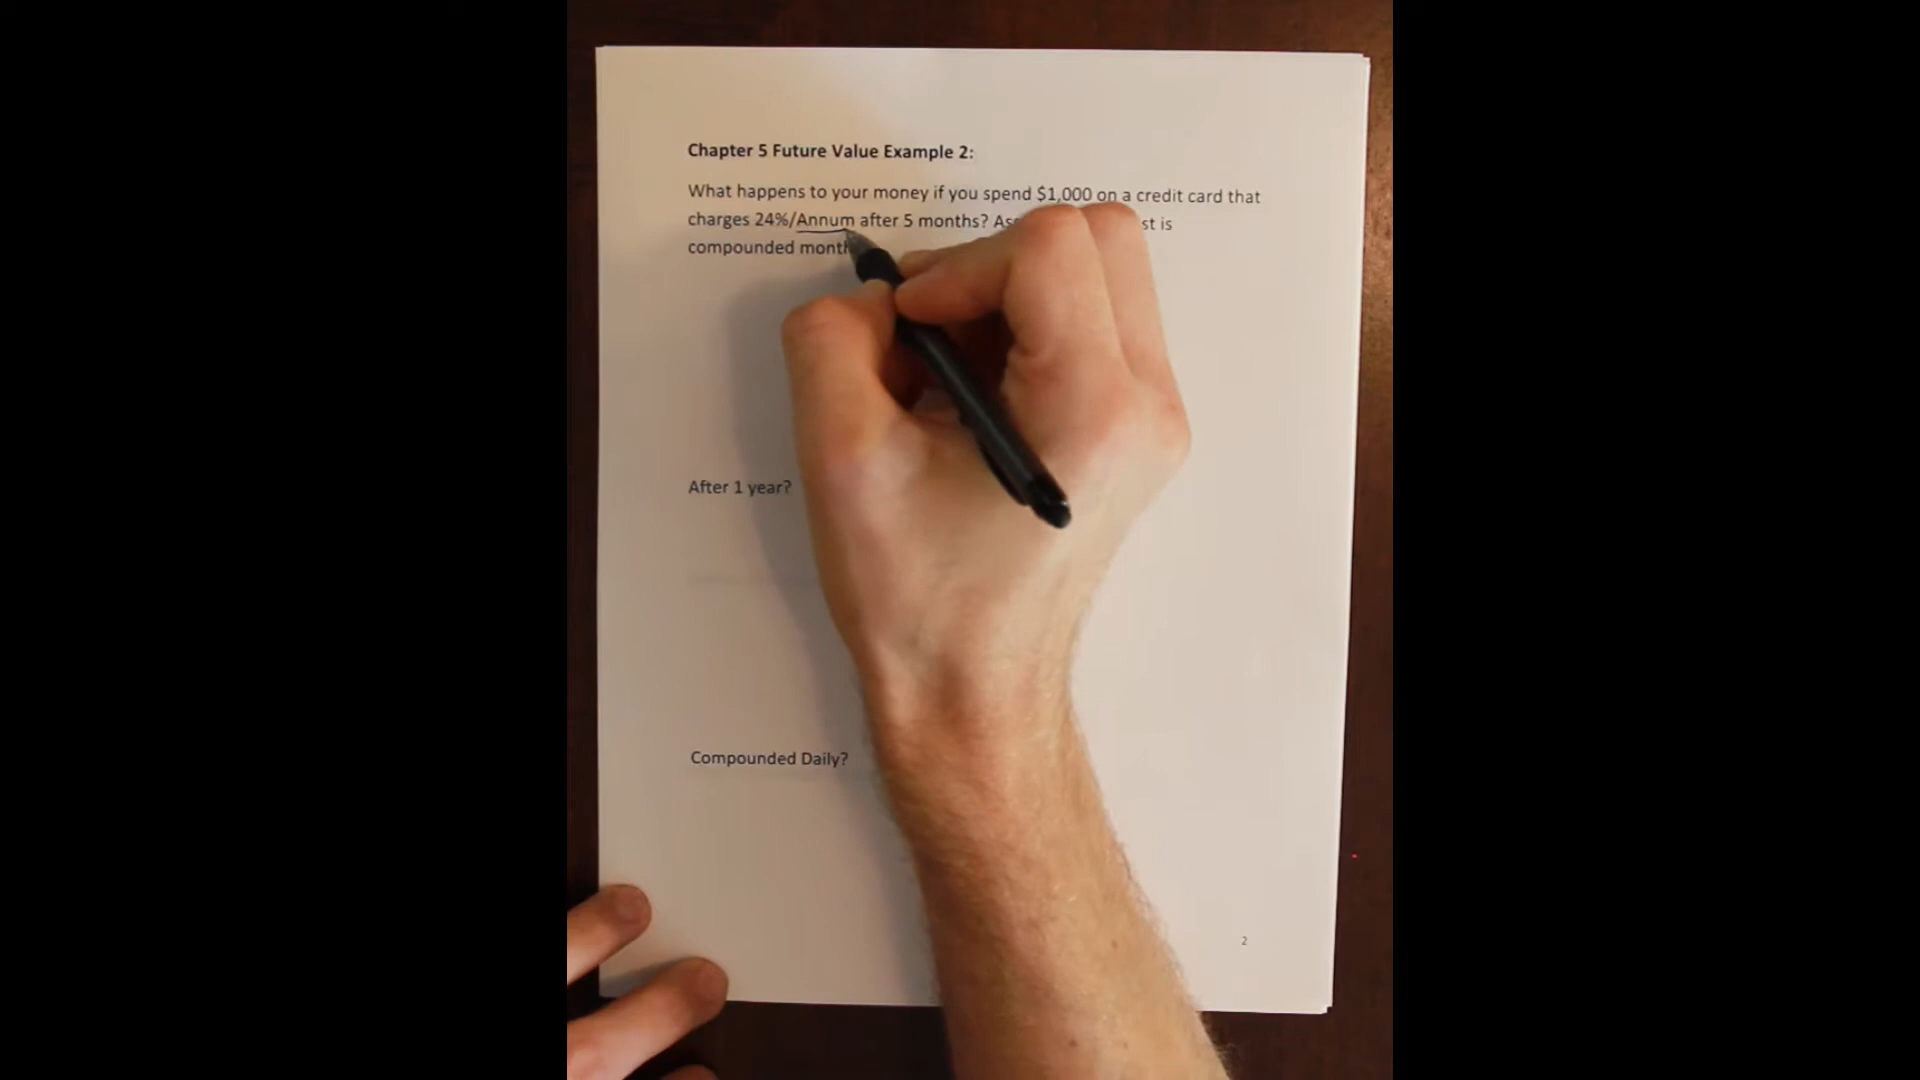 Chapter 5 Future Value Example 2:
What happens to your money if you spend $1,000 on a credit card that
charges 24%/Annum after 5 months? st is
compounded
After 1 year?
Compounded Daily?
2